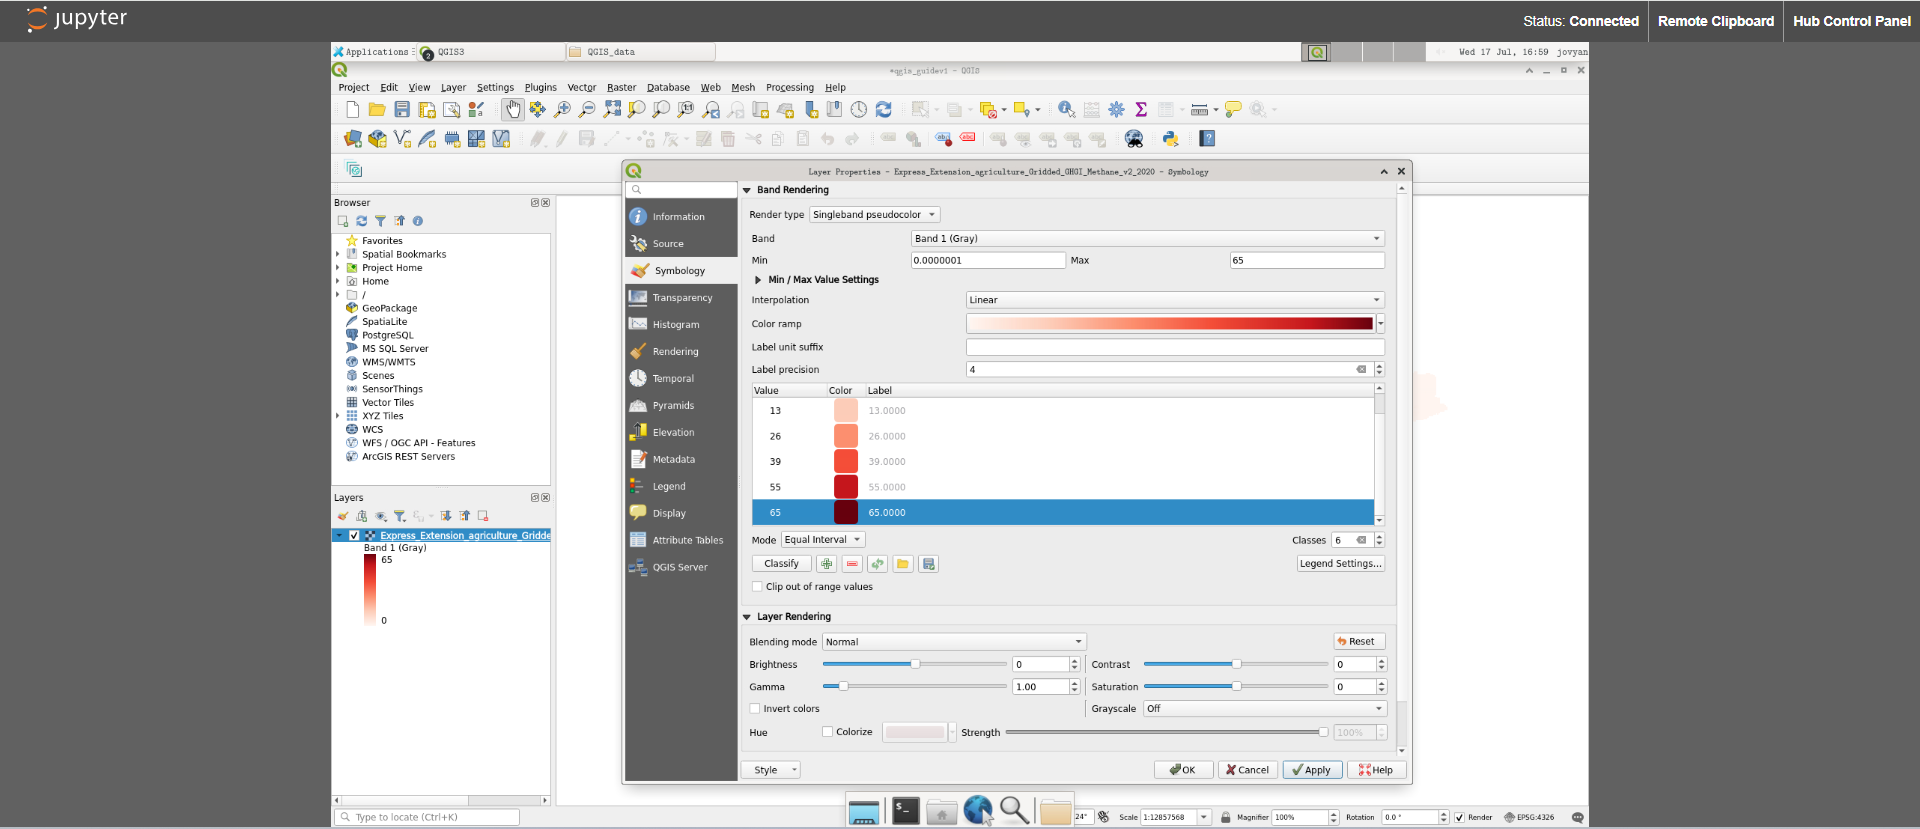 jupyter
Status: Connected
Remote Clipboard
Hub Control Panel
Applications
2
QGIS3
QGIS_data
Wed 17 Jul, 16:59 jovyan
*qgis_guidev1 - QGIS
Project Edit View Layer Settings Plugins Vector Raster Database Web Mesh Processing Help
Layer Properties - Express_Extension_agriculture_Gridded_GHGI_Methane_v2_2020 - Symbology
Browser
Favorites
Spatial Bookmarks
Project Home
Home
/
GeoPackage
SpatiaLite
PostgreSQL
MS SQL Server
WMS/WMTS
Scenes
SensorThings
Vector Tiles
XYZ Tiles
WCS
WFS / OGC API - Features
ArcGIS REST Servers
Layers
Express_Extension_agriculture_Gridde
Band 1 (Gray)
65
0
Type to locate (Ctrl+K)
Information
Source
Symbology
Transparency
Histogram
Rendering
Temporal
Pyramids
Elevation
Metadata
Legend
Display
Attribute Tables
QGIS Server
Band Rendering
Render type Singleband pseudocolor
Band Band 1 (Gray)
Min 0.0000001 Max 65
Min / Max Value Settings
Interpolation Linear
Color ramp
Label unit suffix
Label precision 4
Value Color Label
13 13.0000
26 26.0000
39 39.0000
55 55.0000
65 65.0000
Mode Equal Interval Classes 6
Classify Legend Settings...
Clip out of range values
Layer Rendering
Blending mode Normal Reset
Brightness 0 Contrast 0
Gamma 1.00 Saturation 0
Invert colors Grayscale Off
Hue Colorize Strength 100%
Style OK Cancel Apply Help
24° Scale 1:12857568 Magnifier 100% Rotation 0.0 ° Render EPSG:4326